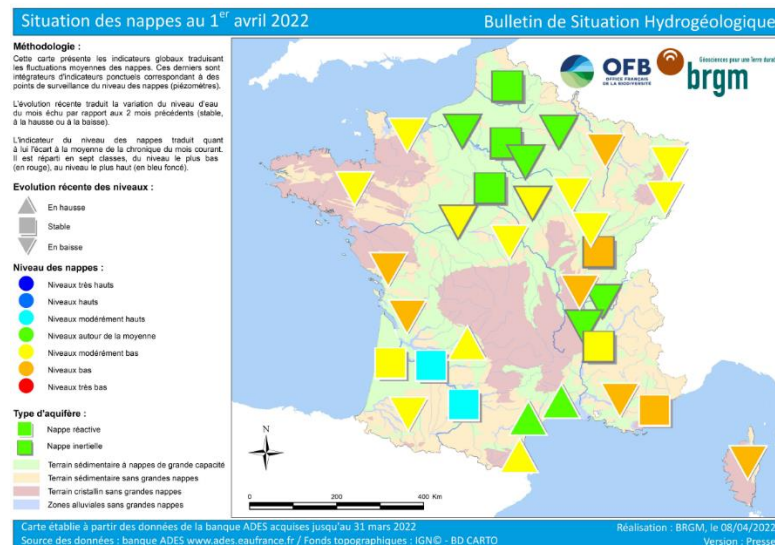 Situation des nappes au 1er avril 2022
Bulletin de Situation Hydrogéologique
Méthodologie :
Cette carte présente les indicateurs globaux traduisant
les fluctuations moyennes des nappes. Ces derniers sont
intégrateurs d'indicateurs ponctuels correspondant à des
points de surveillance du niveau des nappes (piézomètres).
L'évolution récente traduit la variation du niveau d'eau
du mois échu par rapport aux 2 mois précédents (stable,
à la hausse ou à la baisse).
L'indicateur du niveau des nappes traduit quant
à lui l'écart à la moyenne de la chronique du mois courant.
Il est réparti en sept classes, du niveau le plus bas
(en rouge), au niveau le plus haut (en bleu foncé).
Evolution récente des niveaux :
En hausse
Stable
En baisse
Niveau des nappes :
Niveaux très hauts
Niveaux hauts
Niveaux modérément hauts
Niveaux autour de la moyenne
Niveaux modérément bas
Niveaux bas
Niveaux très bas
Type d'aquifère :
Nappe réactive
Nappe inertielle
Terrain sédimentaire à nappes de grande capacité
Terrain sédimentaire sans grandes nappes
Terrain cristallin sans grandes nappes
Zones alluviales sans grandes nappes
OFB
OFFICE FRANÇAIS
DE LA BIODIVERSITÉ
Géosciences pour une Terre durable
brgm
N
0 100 200 400 Km
Carte établie à partir des données de la banque ADES acquises jusqu'au 31 mars 2022
Source des données : banque ADES www.ades.eaufrance.fr / Fonds topographiques : IGN© - BD CARTO
Réalisation : BRGM, le 08/04/2022
Version : Presse